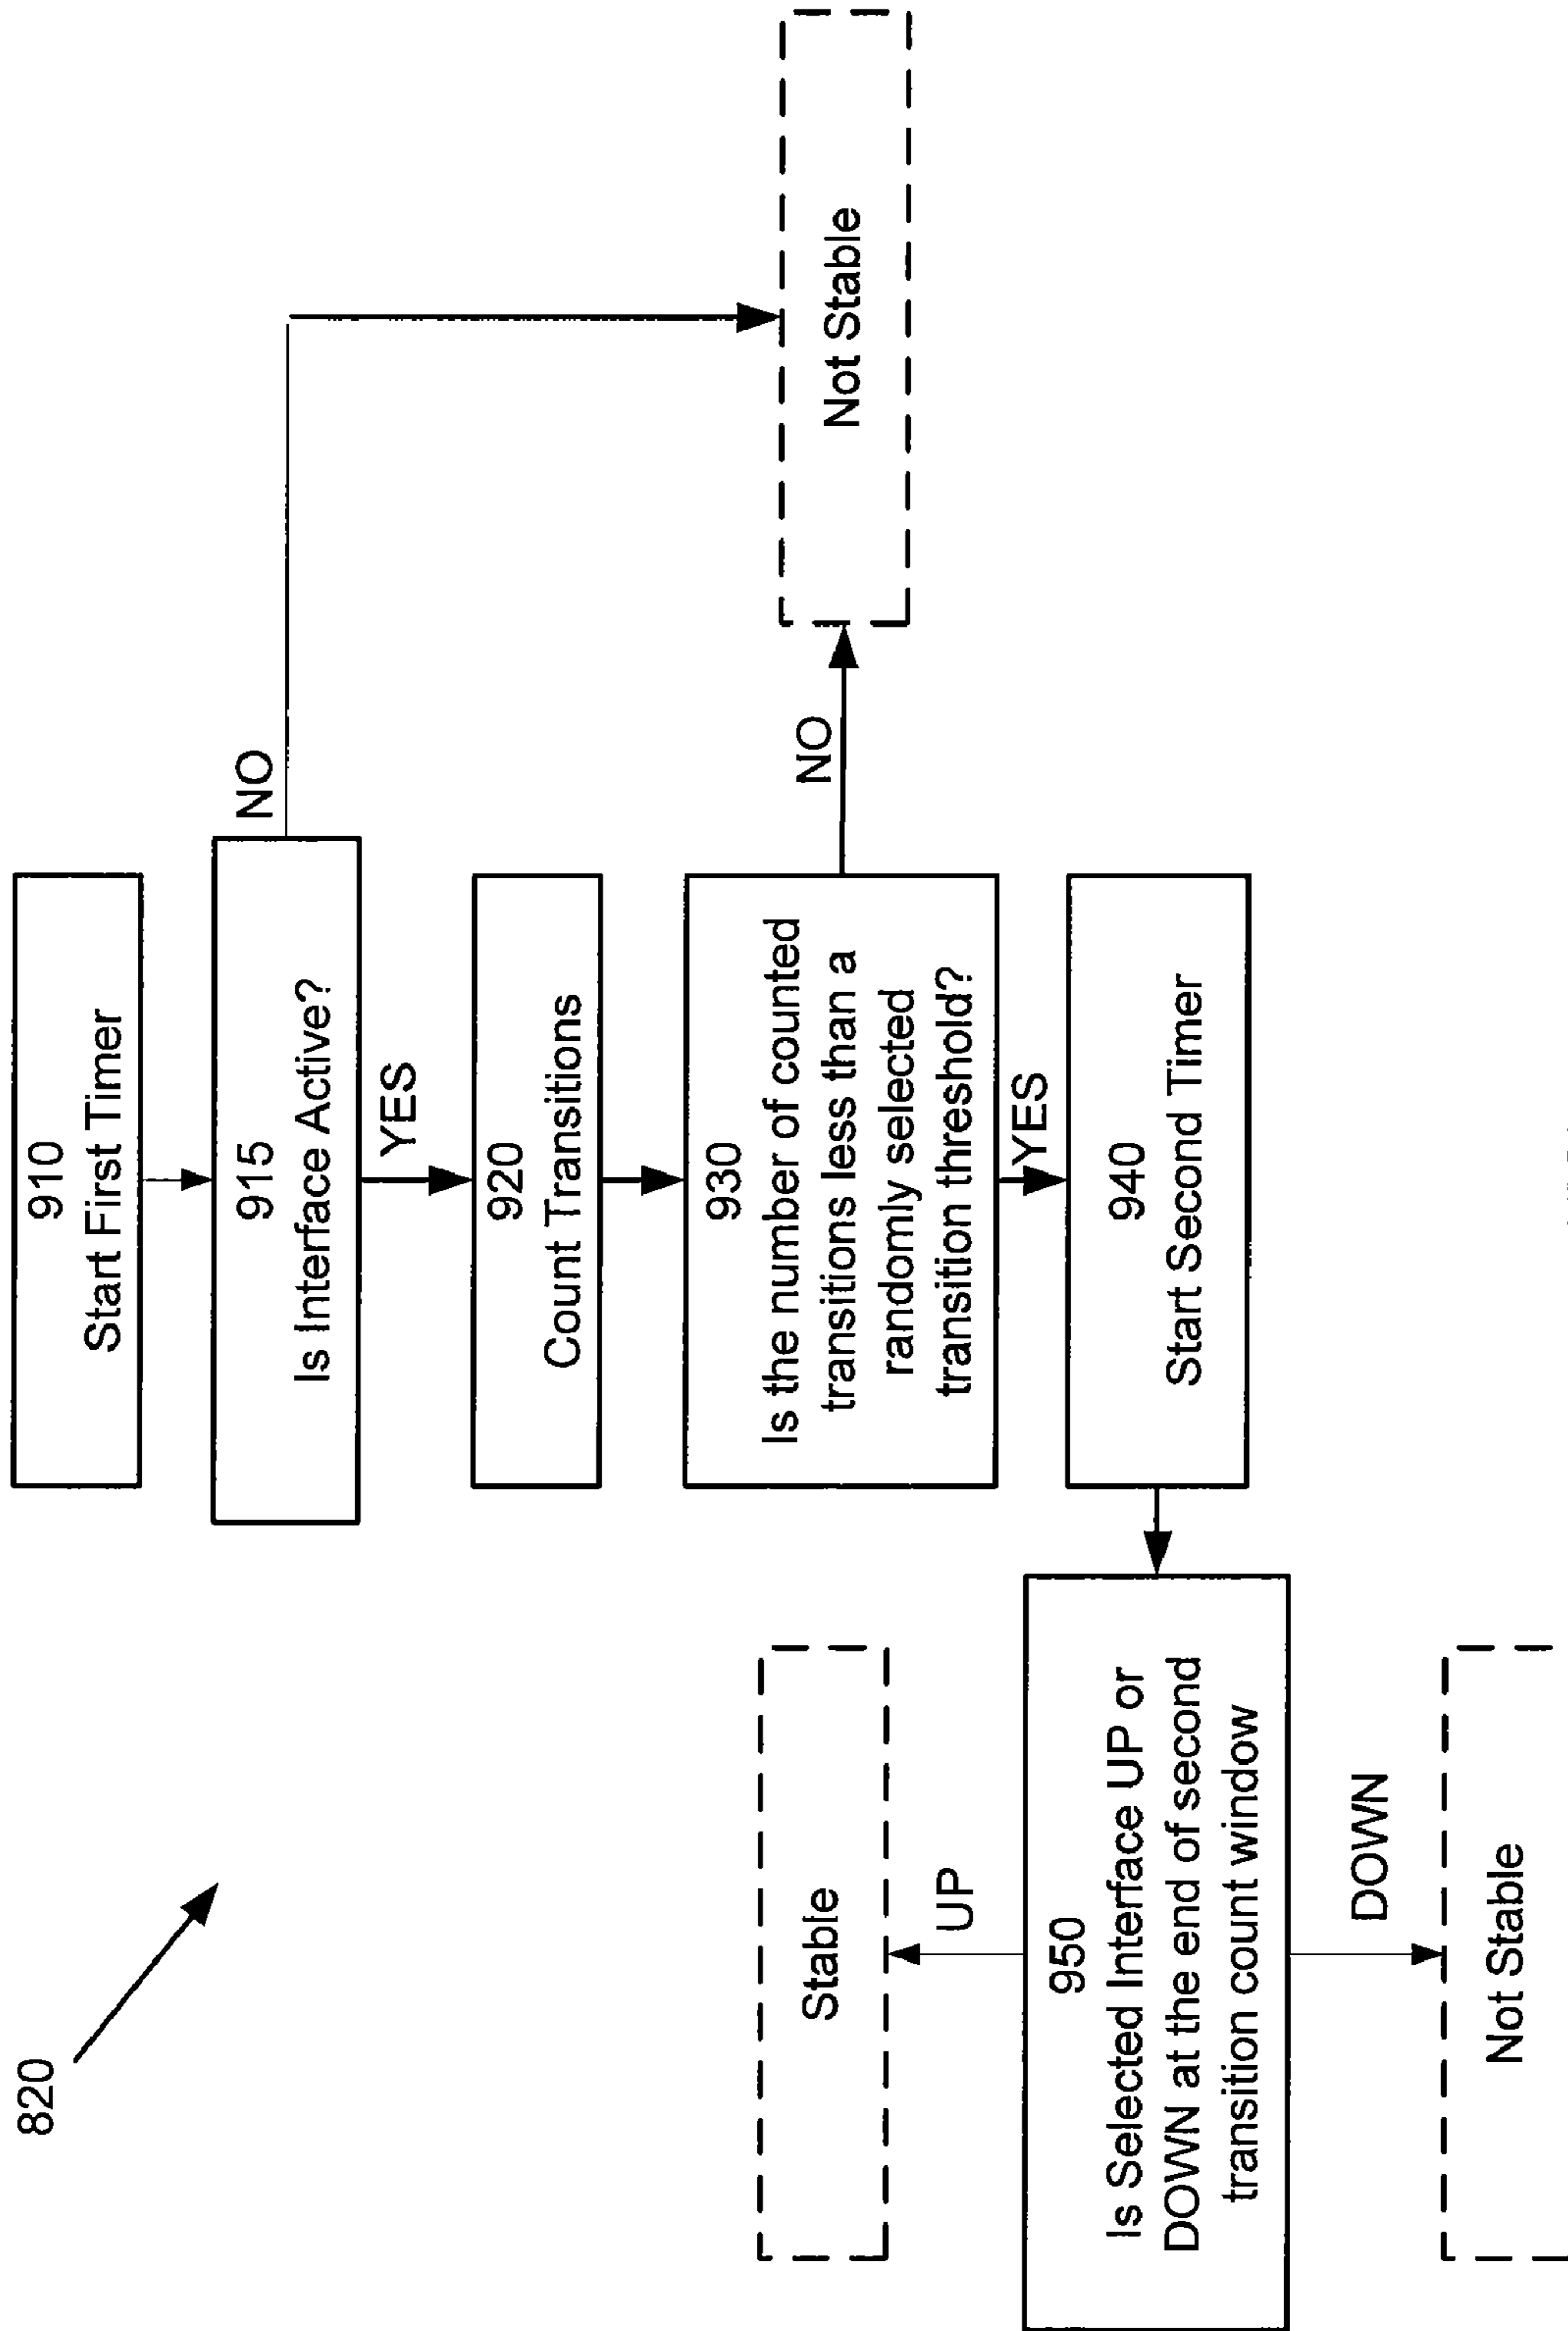 820
910
Start First Timer
915
Is Interface Active?
NO
YES
920
Count Transitions
930
Is the number of counted
transitions less than a
randomly selected
transition threshold?
NO
Not Stable
YES
940
Start Second Timer
950
Is Selected Interface UP or
DOWN at the end of second
transition count window
UP
Stable
DOWN
Not Stable